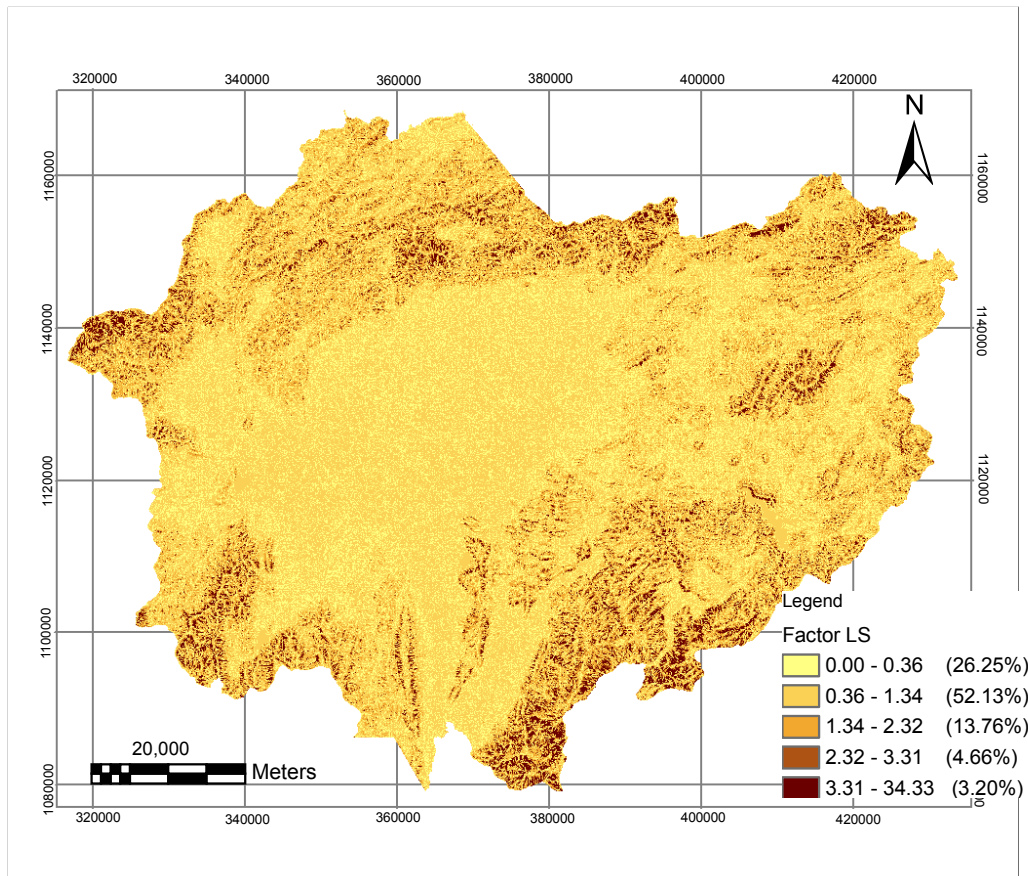 320000 340000 360000 380000 400000 420000
N
1160000 1160000
1140000 1140000
1120000 1120000
1100000 1100000
1080000
Legend
Factor LS
0.00 - 0.36 (26.25%)
0.36 - 1.34 (52.13%)
1.34 - 2.32 (13.76%)
2.32 - 3.31 (4.66%)
3.31 - 34.33 (3.20%)
20,000
Meters
320000 340000 360000 380000 400000 420000